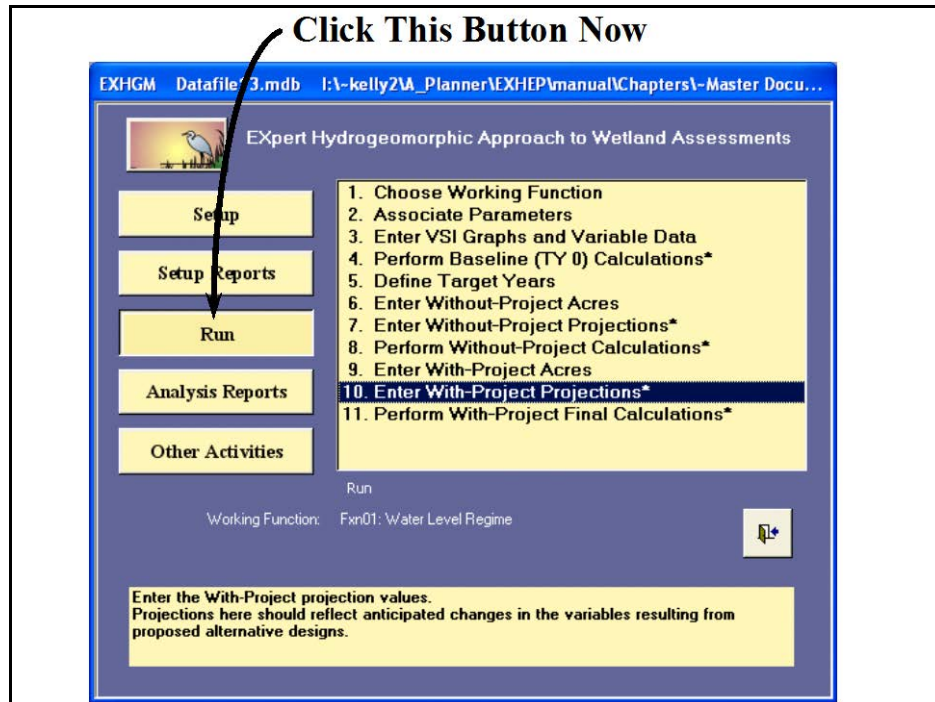 Click This Button Now
EXHGM Datafile13.mdb I:\~kelly2\A_Planner\EXHEP\manual\Chapters\~Master Docu...
EXpert Hydrogeomorphic Approach to Wetland Assessments
Setup
Setup Reports
Run
Analysis Reports
Other Activities
1. Choose Working Function
2. Associate Parameters
3. Enter VSI Graphs and Variable Data
4. Perform Baseline (TY 0) Calculations*
5. Define Target Years
6. Enter Without-Project Acres
7. Enter Without-Project Projections*
8. Perform Without-Project Calculations*
9. Enter With-Project Acres
10. Enter With-Project Projections*
11. Perform With-Project Final Calculations*
Run
Working Function: Fxn01: Water Level Regime
Enter the With-Project projection values.
Projections here should reflect anticipated changes in the variables resulting from
proposed alternative designs.